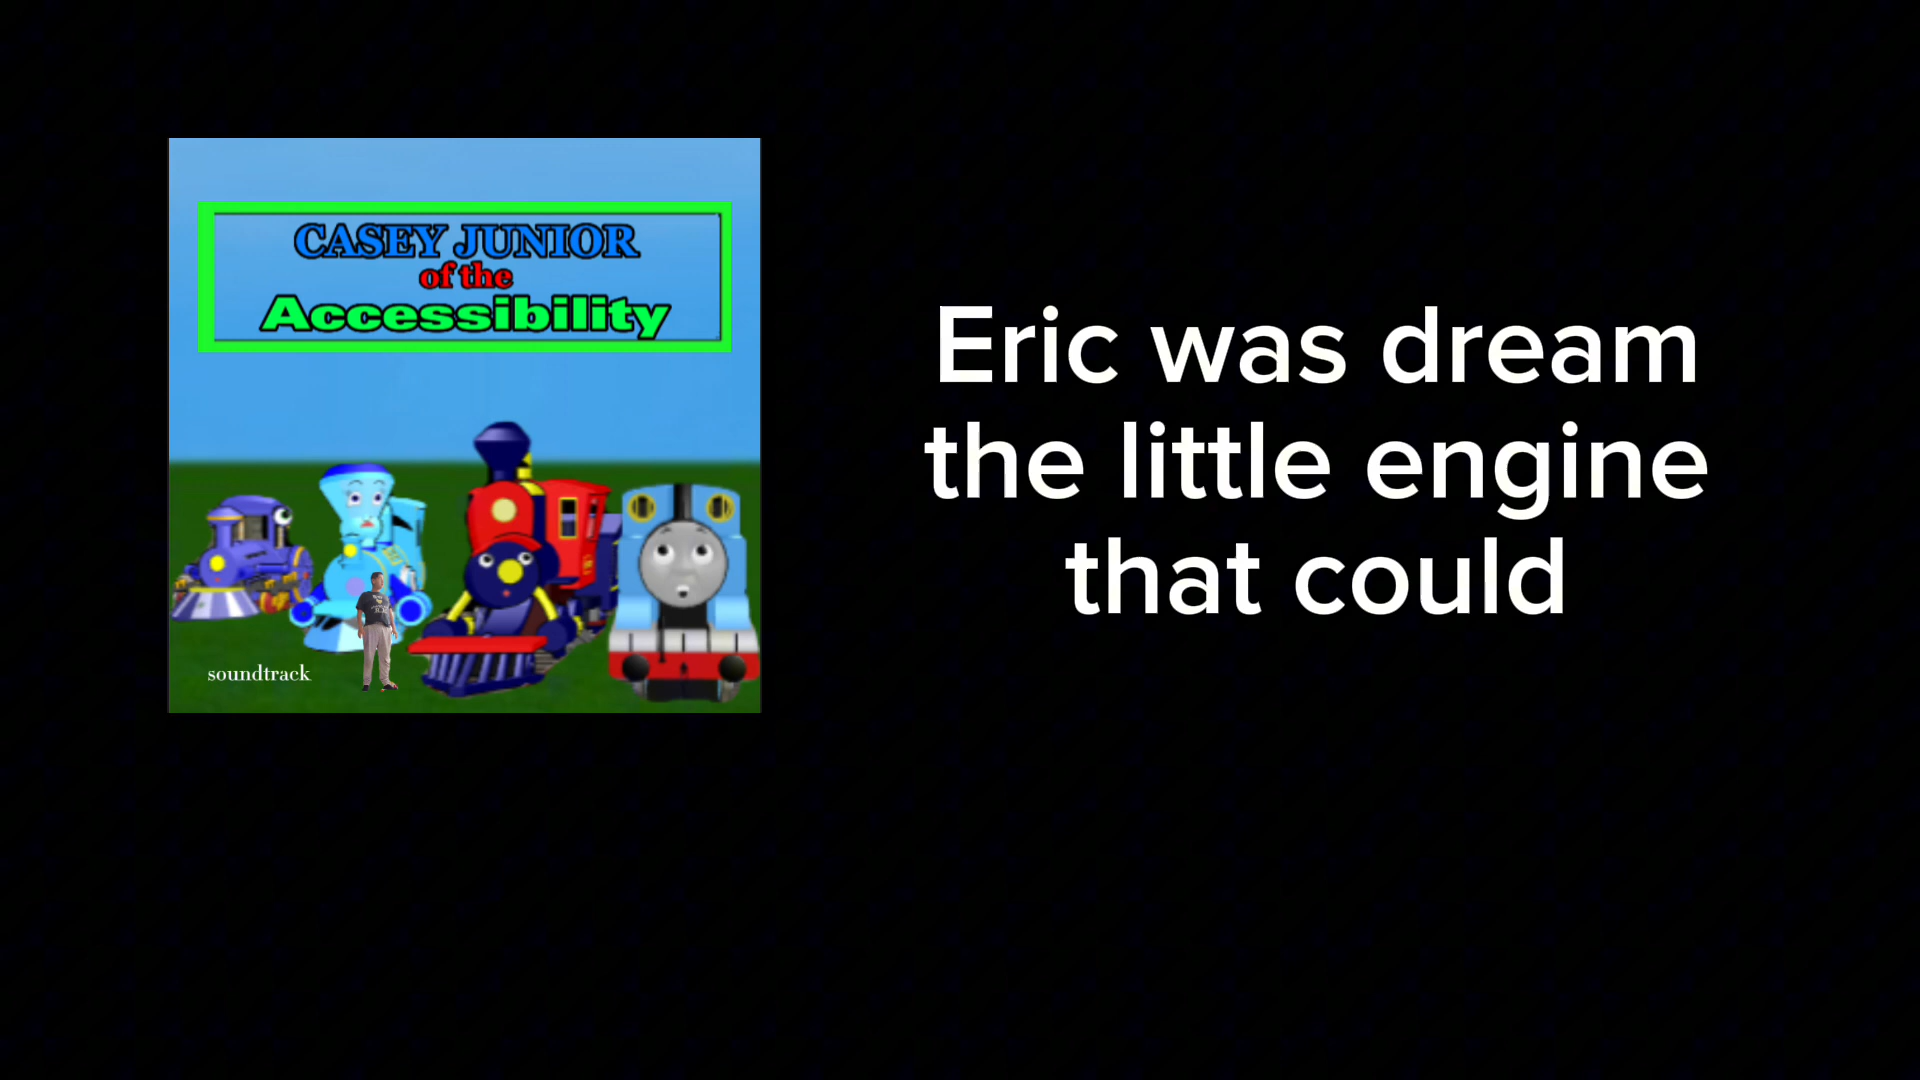 CASEY JUNIOR
of the
Accessibility
soundtrack
Eric was dream
the little engine
that could